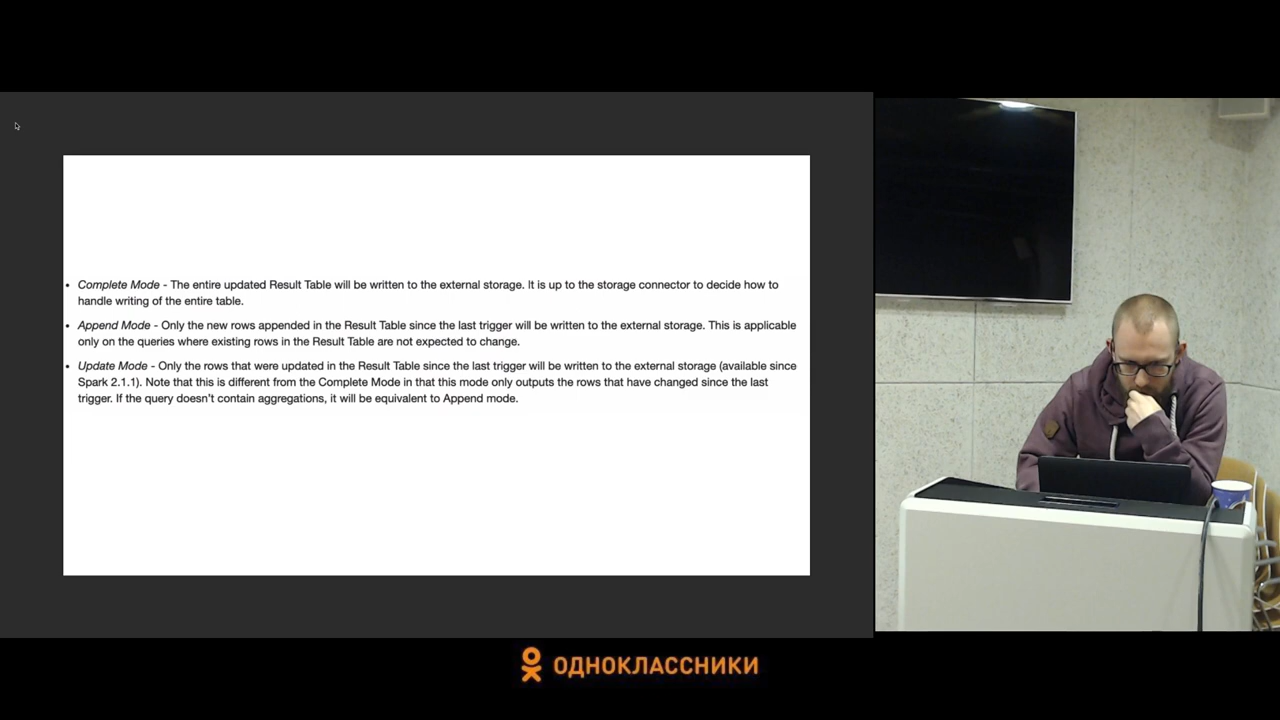 • Complete Mode - The entire updated Result Table will be written to the external storage. It is up to the storage connector to decide how to
handle writing of the entire table.
• Append Mode - Only the new rows appended in the Result Table since the last trigger will be written to the external storage. This is applicable
only on the queries where existing rows in the Result Table are not expected to change.
• Update Mode - Only the rows that were updated in the Result Table since the last trigger will be written to the external storage (available since
Spark 2.1.1). Note that this is different from the Complete Mode in that this mode only outputs the rows that have changed since the last
trigger. If the query doesn't contain aggregations, it will be equivalent to Append mode.
ОДНОКЛАССНИКИ